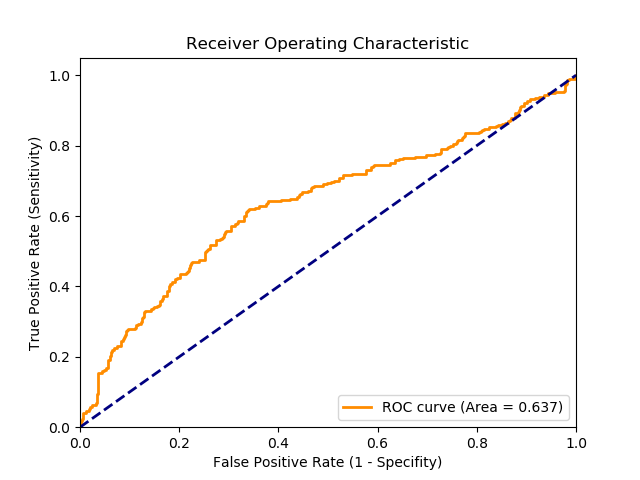 Receiver Operating Characteristic
True Positive Rate (Sensitivity)
1.0
0.8
0.6
0.4
0.2
0.0
ROC curve (Area = 0.637)
0.0 0.2 0.4 0.6 0.8 1.0
False Positive Rate (1 - Specifity)